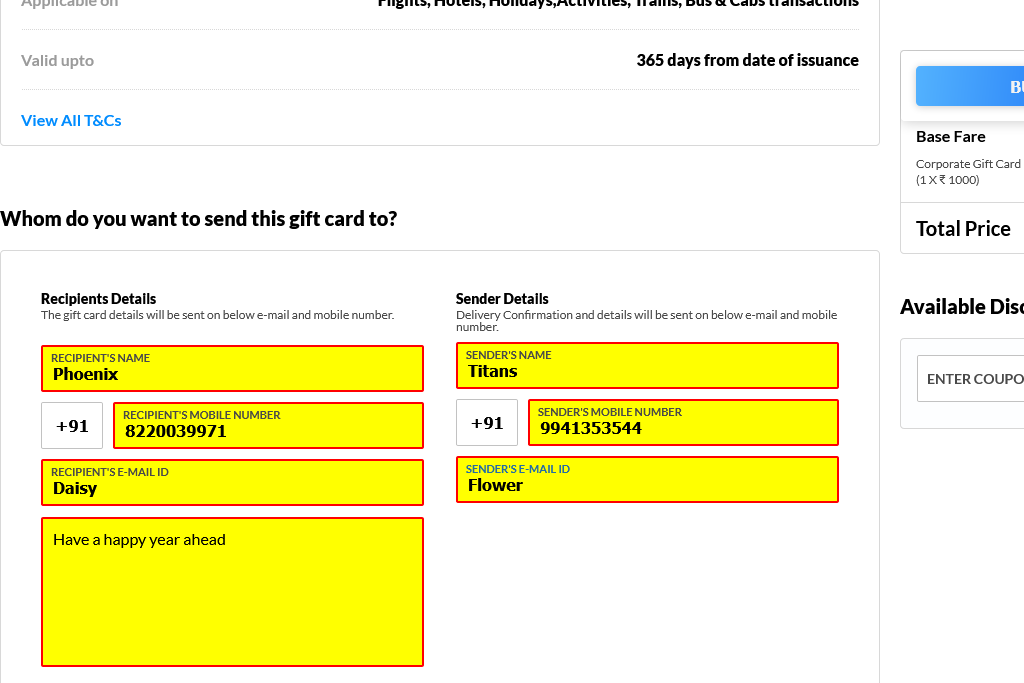 Applicable on
Flights, Hotels, Holidays,Activities, Trains, Bus & Cabs transactions
Valid upto
365 days from date of issuance
View All T&Cs
Whom do you want to send this gift card to?
Recipients Details
The gift card details will be sent on below e-mail and mobile number.
RECIPIENT'S NAME
Phoenix
+91
RECIPIENT'S MOBILE NUMBER
8220039971
RECIPIENT'S E-MAIL ID
Daisy
Have a happy year ahead
Sender Details
Delivery Confirmation and details will be sent on below e-mail and mobile
number.
SENDER'S NAME
Titans
+91
SENDER'S MOBILE NUMBER
9941353544
SENDER'S E-MAIL ID
Flower
Base Fare
Corporate Gift Card
(1 X ₹ 1000)
Total Price
Available
ENTER